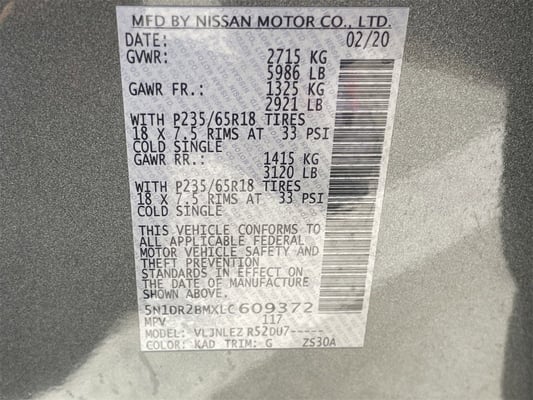 MFD BY NISSAN MOTOR CO., LTD.
DATE: 02/20
GVWR: 2715 KG
5986 LB
GAWR FR.: 1325 KG
2921 LB
WITH P235/65R18 TIRES
18 X 7.5 RIMS AT 33 PSI
COLD SINGLE
GAWR RR.: 1415 KG
3120 LB
WITH P235/65R18 TIRES
18 X 7.5 RIMS AT 33 PSI
COLD SINGLE
THIS VEHICLE CONFORMS TO
ALL APPLICABLE FEDERAL
MOTOR VEHICLE SAFETY AND
THEFT PREVENTION
STANDARDS IN EFFECT ON
THE DATE OF MANUFACTURE
SHOWN ABOVE.
5N1DR2BMXLC609372
MPV 117
MODEL: VLJNLEZ R52DU7-----
COLOR: KAD TRIM: G ZS30A